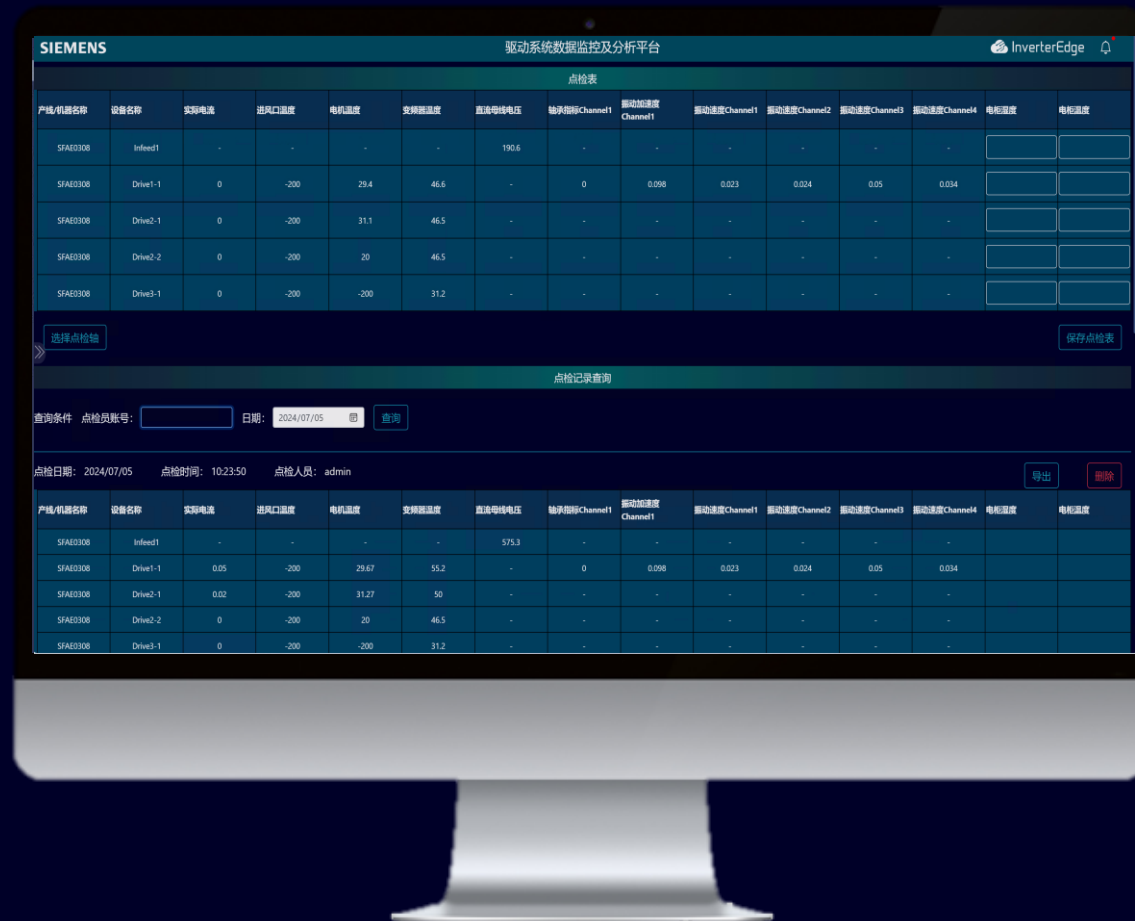 SIEMENS 驱动系统数据监控及分析平台 InverterEdge
点检表
产线/机器名称 设备名称 实际电流 进风口温度 电机温度 变频器温度 直流母线电压 轴承指标Channel1 振动加速度Channel1 振动速度Channel1 振动速度Channel2 振动速度Channel3 振动速度Channel4 电柜湿度 电柜温度
SFAE0308 Infeed1 - - - - 190.6 - - - - - -
SFAE0308 Drive1-1 0 -200 29.4 46.6 - 0 0.098 0.023 0.024 0.05 0.034
SFAE0308 Drive2-1 0 -200 31.1 46.5 - - - - - - -
SFAE0308 Drive2-2 0 -200 20 46.5 - - - - - - -
SFAE0308 Drive3-1 0 -200 -200 31.2 - - - - - - -
选择点检轴 保存点检表
点检记录查询
查询条件 点检员账号: 日期: 2024/07/05 查询
点检日期: 2024/07/05 点检时间: 10:23:50 点检人员: admin 导出 删除
产线/机器名称 设备名称 实际电流 进风口温度 电机温度 变频器温度 直流母线电压 轴承指标Channel1 振动加速度Channel1 振动速度Channel1 振动速度Channel2 振动速度Channel3 振动速度Channel4 电柜湿度 电柜温度
SFAE0308 Infeed1 - - - - 575.3 - - - - - -
SFAE0308 Drive1-1 0.05 -200 29.67 55.2 - 0 0.098 0.023 0.024 0.05 0.034
SFAE0308 Drive2-1 0.02 -200 31.27 50 - - - - - - -
SFAE0308 Drive2-2 0 -200 20 46.5 - - - - - - -
SFAE0308 Drive3-1 0 -200 -200 31.2 - - - - - - -